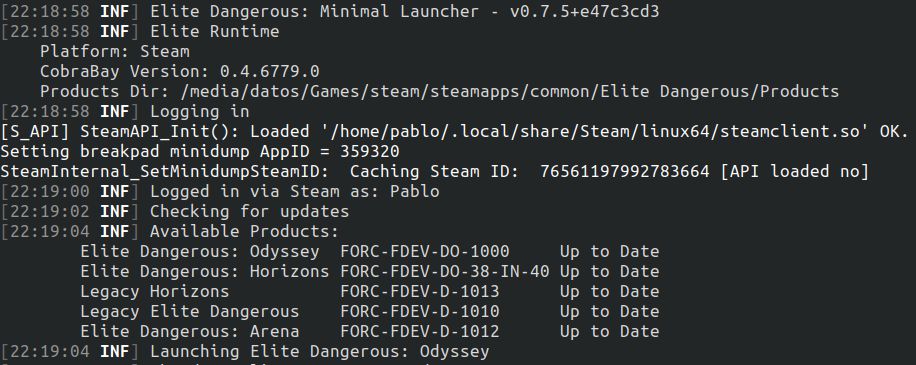 [22:18:58 INF] Elite Dangerous: Minimal Launcher - v0.7.5+e47c3cd3
[22:18:58 INF] Elite Runtime
Platform: Steam
CobraBay Version: 0.4.6779.0
Products Dir: /media/datos/Games/steam/steamapps/common/Elite Dangerous/Products
[22:18:58 INF] Logging in
[S_API] SteamAPI_Init(): Loaded '/home/pablo/.local/share/Steam/linux64/steamclient.so' OK.
Setting breakpad minidump AppID = 359320
SteamInternal_SetMinidumpSteamID:  Caching Steam ID:  76561197992783664 [API loaded no]
[22:19:00 INF] Logged in via Steam as: Pablo
[22:19:02 INF] Checking for updates
[22:19:04 INF] Available Products:
Elite Dangerous: Odyssey  FORC-FDEV-DO-1000     Up to Date
Elite Dangerous: Horizons FORC-FDEV-DO-38-IN-40 Up to Date
Legacy Horizons           FORC-FDEV-D-1013      Up to Date
Legacy Elite Dangerous    FORC-FDEV-D-1010      Up to Date
Elite Dangerous: Arena    FORC-FDEV-D-1012      Up to Date
[22:19:04 INF] Launching Elite Dangerous: Odyssey